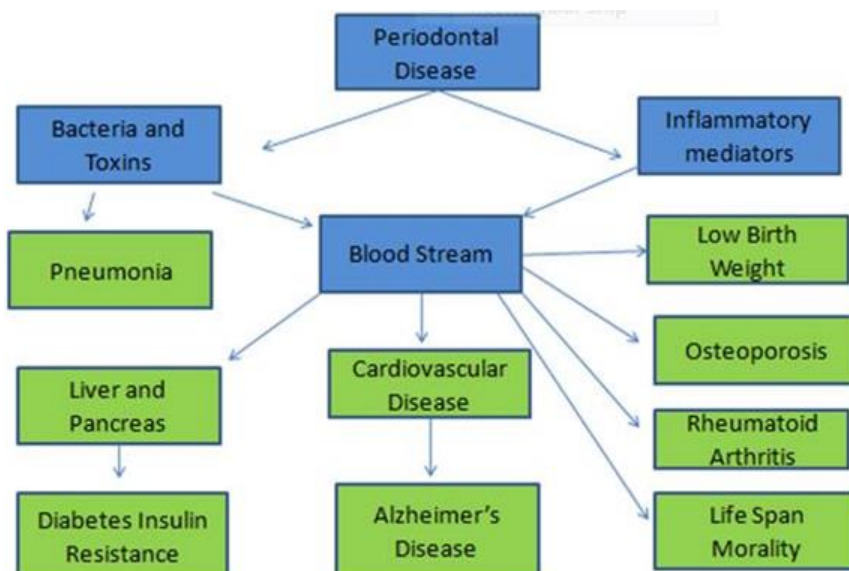 Periodontal
Disease
Bacteria and
Toxins
Inflammatory
mediators
Pneumonia
Blood Stream
Low Birth
Weight
Osteoporosis
Liver and
Pancreas
Cardiovascular
Disease
Rheumatoid
Arthritis
Diabetes Insulin
Resistance
Alzheimer's
Disease
Life Span
Morality